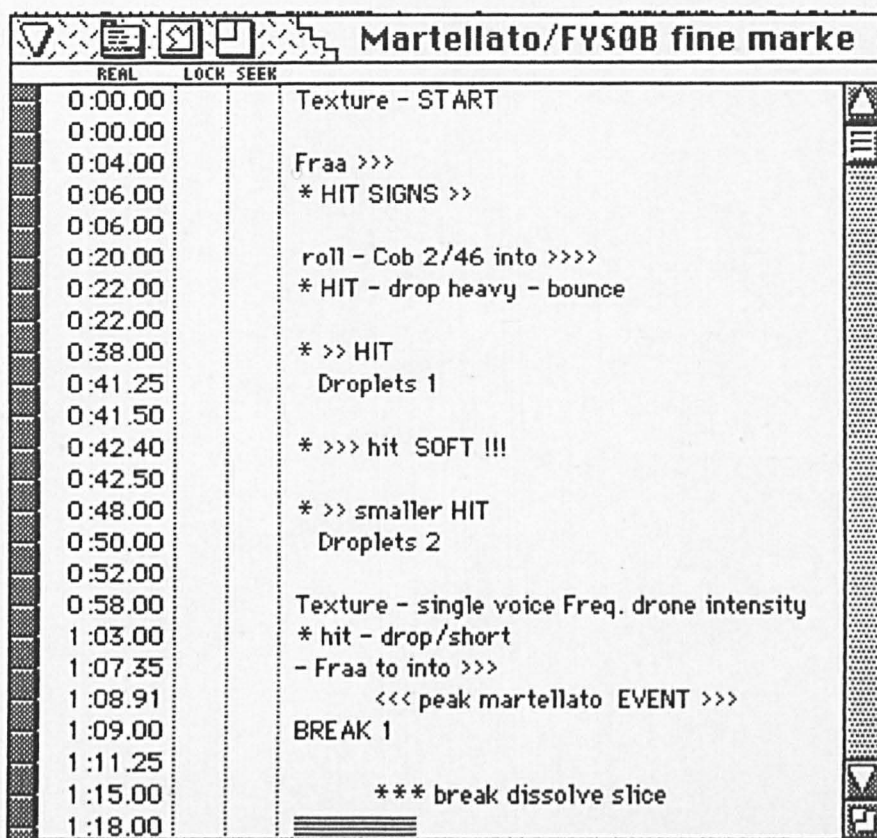 Martellato/FYSOB fine marke
REAL LOCK SEEK
0:00.00 Texture - START
0:00.00
0:04.00 Fraa >>>
0:06.00 * HIT SIGNS >>
0:06.00
0:20.00 roll - Cob 2/46 into >>>>
0:22.00 * HIT - drop heavy - bounce
0:22.00
0:38.00 * >> HIT
0:41.25 Droplets 1
0:41.50
0:42.40 * >>> hit SOFT !!!
0:42.50
0:48.00 * >> smaller HIT
0:50.00 Droplets 2
0:52.00
0:58.00 Texture - single voice Freq. drone intensity
1:03.00 * hit - drop/short
1:07.35 - Fraa to into >>>
1:08.91 <<< peak martellato EVENT >>>
1:09.00 BREAK 1
1:11.25
1:15.00 *** break dissolve slice
1:18.00